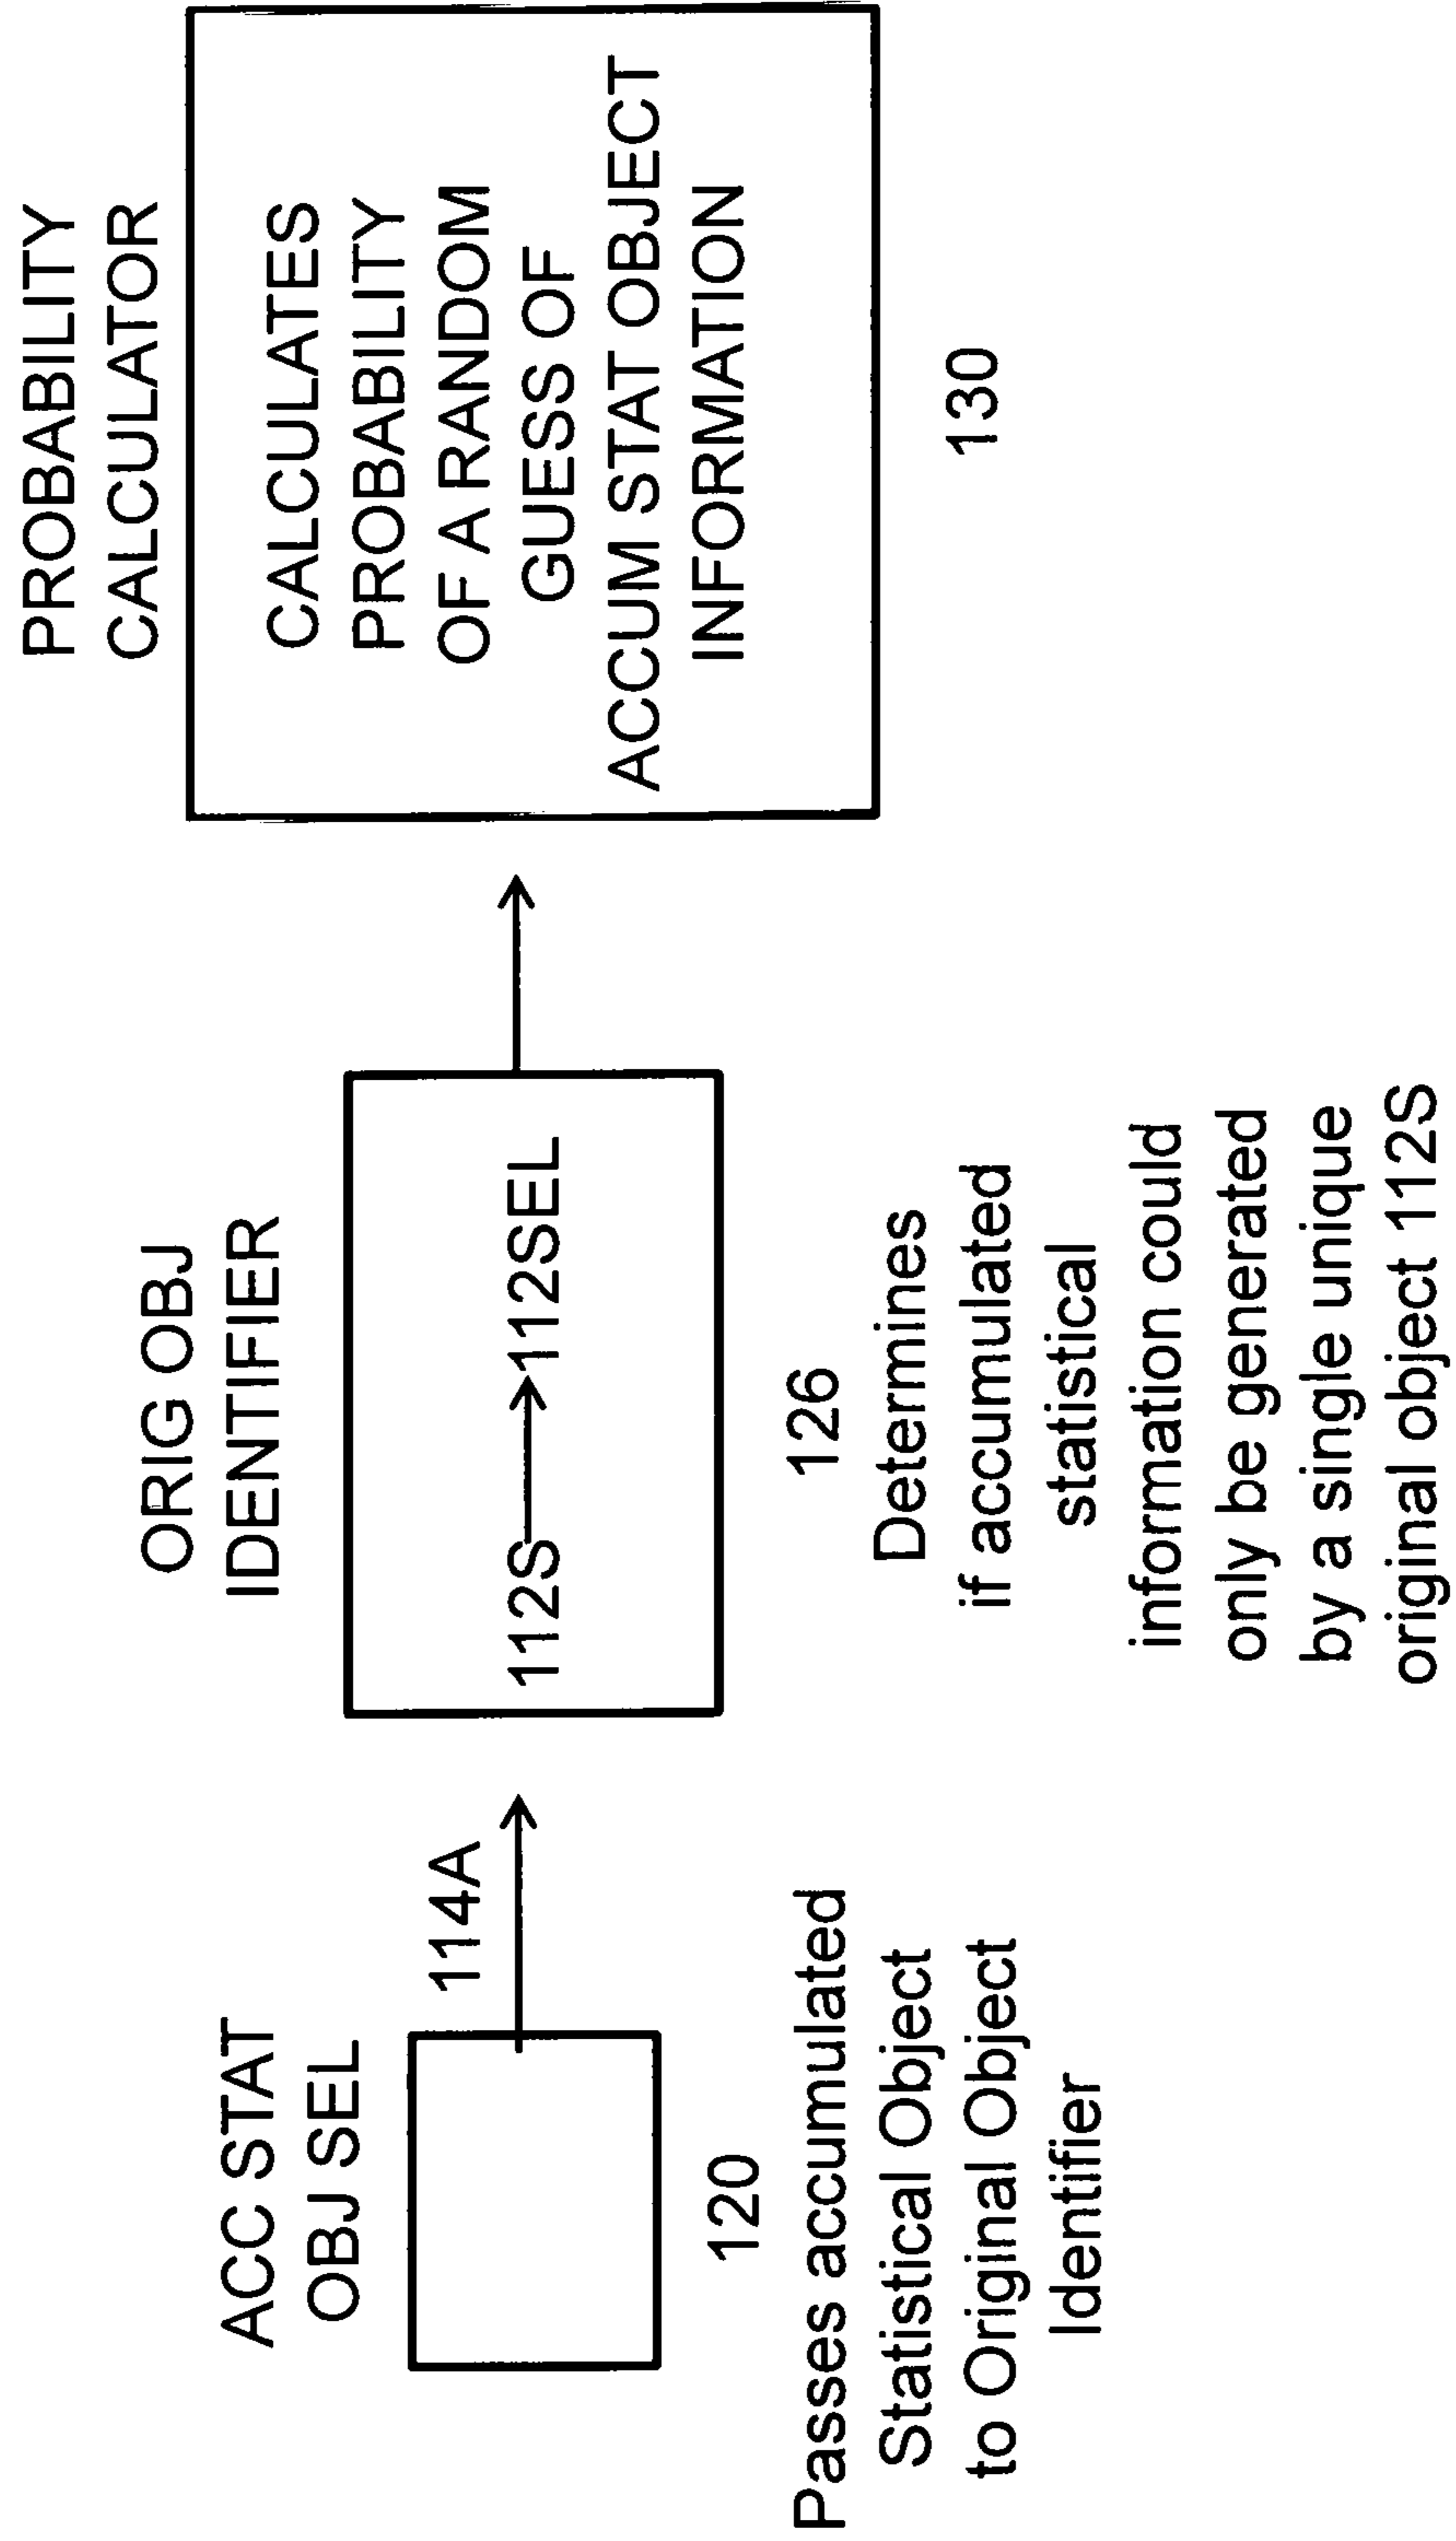 ACC STAT
OBJ SEL
114A
120
Passes accumulated
Statistical Object
to Original Object
Identifier
ORIG OBJ
IDENTIFIER
112S 112SEL
126
Determines
if accumulated
statistical
information could
only be generated
by a single unique
original object 112S
PROBABILITY
CALCULATOR
CALCULATES
PROBABILITY
OF A RANDOM
GUESS OF
ACCUM STAT OBJECT
INFORMATION
130